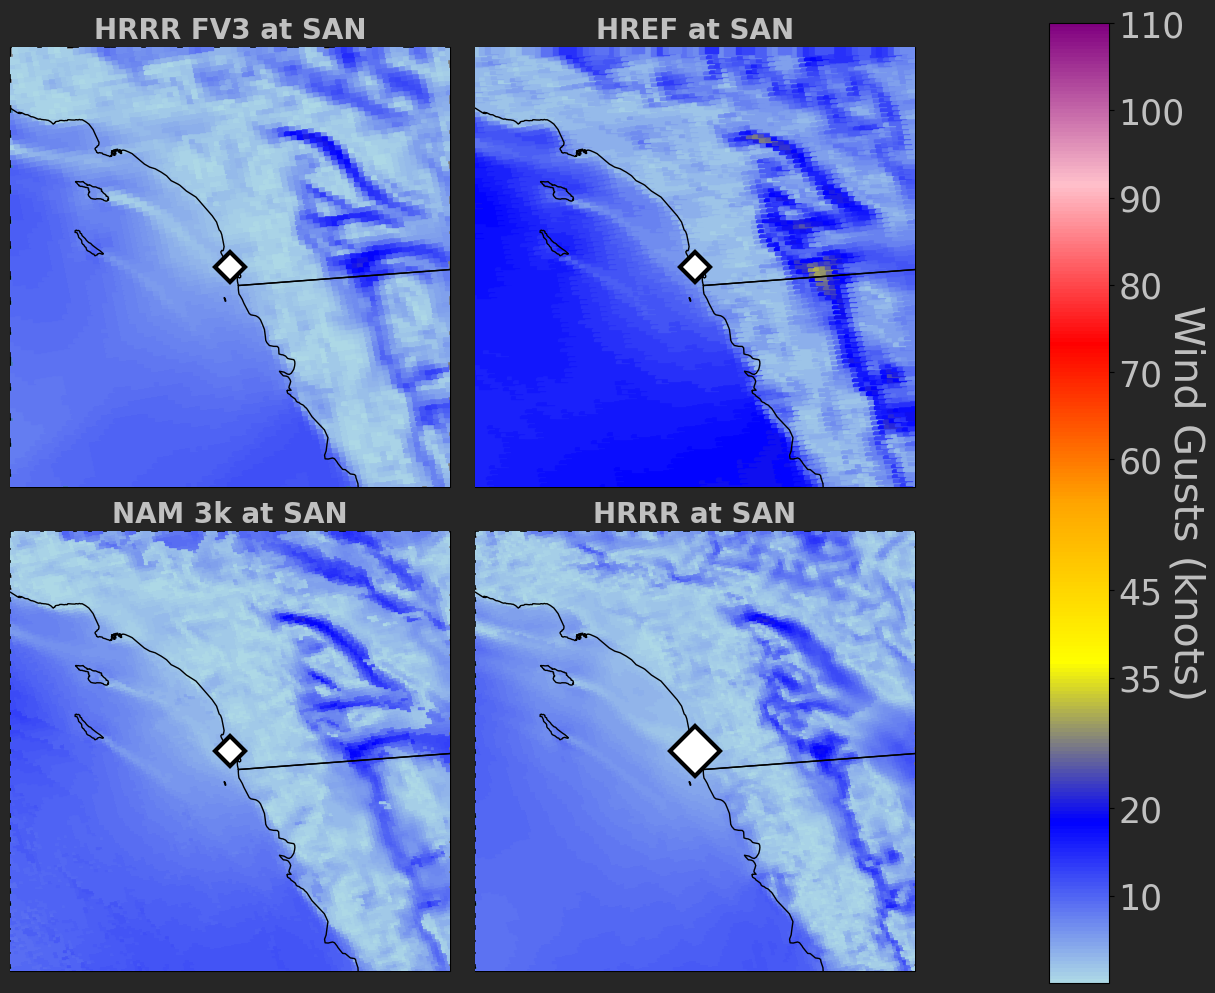 HRRR FV3 at SAN
HREF at SAN
NAM 3k at SAN
HRRR at SAN
110
100
90
80
70
60
45
35
20
10
Wind Gusts (knots)